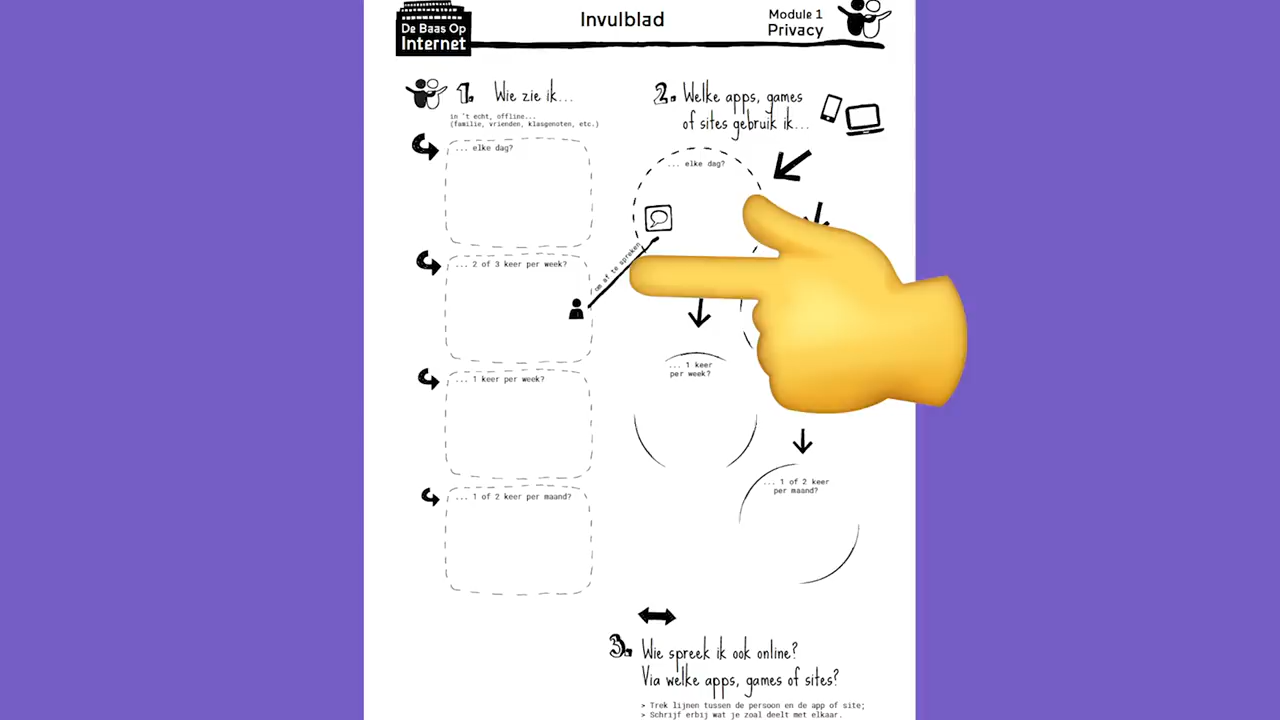 De Baas Op
Internet
Invulblad
Module 1
Privacy
1. Wie zie ik...
in 't echt, offline...
(familie, vrienden, klasgenoten, etc.)
... elke dag?
... 2 of 3 keer per week?
... 1 keer per week?
... 1 of 2 keer per maand?
2. Welke apps, games
of sites gebruik ik...
... elke dag?
om af te spreken
... 1 keer
per week?
... 1 of 2 keer
per maand?
3. Wie spreek ik ook online?
Via welke apps, games of sites?
> Trek lijnen tussen de persoon en de app of site;
> Schrijf erbij wat je zoal deelt met elkaar.